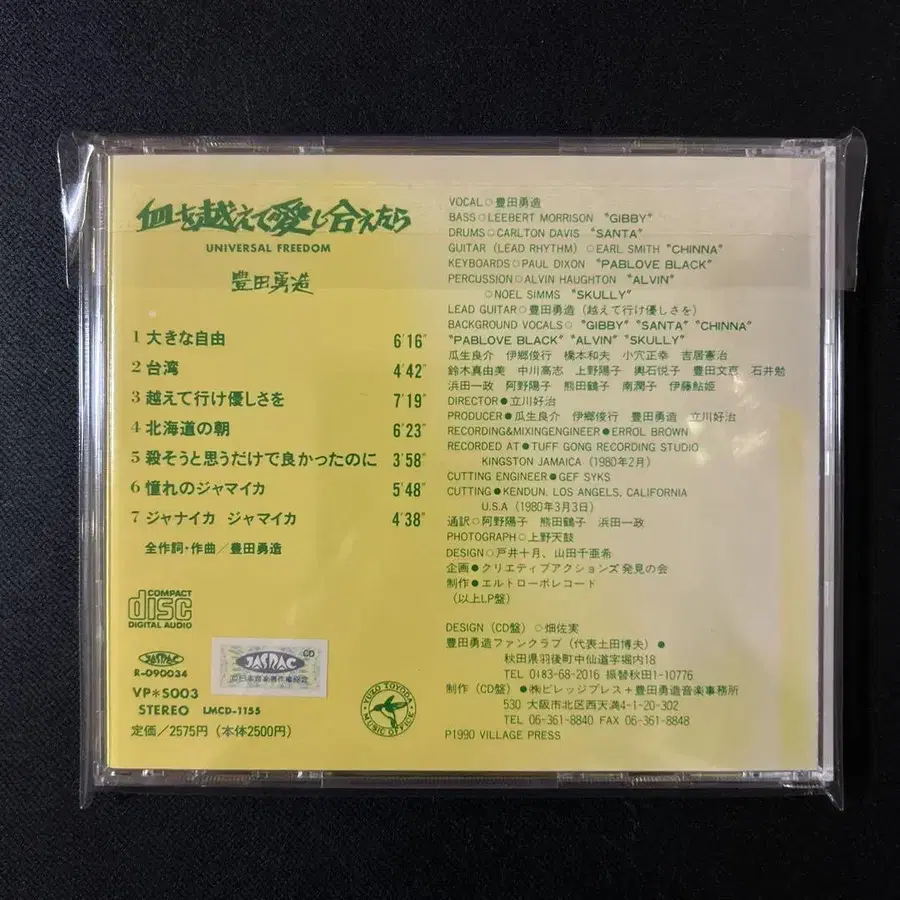 血を越えて愛し合えたら
UNIVERSAL FREEDOM
豊田勇造
1 大きな自由 6'16"
2 台湾 4'42"
3 越えて行け優しさを 7'19"
4 北海道の朝 6'23"
5 殺そうと思うだけで良かったのに 3'58"
6 憧れのジャマイカ 5'48"
7 ジャナイカ ジャマイカ 4'38"
全作詞・作曲／豊田勇造
COMPACT
disc
DIGITAL AUDIO
JASRAC
R-090034
JASRAC
CD
VP*S003
STEREO LMCD-1155
定価／2575円（本体2500円）
YUZO TOYODA
MUSIC OFFICE
VOCAL○豊田勇造
BASS○LEEBERT MORRISON "GIBBY"
DRUMS○CARLTON DAVIS "SANTA"
GUITAR (LEAD RHYTHM)○EARL SMITH "CHINNA"
KEYBOARDS○PAUL DIXON "PABLOVE BLACK"
PERCUSSION○ALVIN HAUGHTON "ALVIN"
○NOEL SIMMS "SKULLY"
LEAD GUITAR○豊田勇造（越えて行け優しさを）
BACKGROUND VOCALS○ "GIBBY" "SANTA" "CHINNA"
"PABLOVE BLACK" "ALVIN" "SKULLY"
瓜生良介 伊郷俊行 橋本和夫 小穴正幸 吉居憲治
鈴木真由美 中川高志 上野陽子 輿石悦子 豊田文恵 石井勉
浜田一政 阿野陽子 熊田鶴子 南潤子 伊藤鮎姫
DIRECTOR●立川好治
PRODUCER●瓜生良介 伊郷俊行 豊田勇造 立川好治
RECORDING&MIXINGENGINEER●ERROL BROWN
RECORDED AT●TUFF GONG RECORDING STUDIO
KINGSTON JAMAICA（1980年2月）
CUTTING ENGINEER●GEF SYKS
CUTTING●KENDUN, LOS ANGELS, CALIFORNIA
U.S.A（1980年3月3日）
通訳○阿野陽子 熊田鶴子 浜田一政
PHOTOGRAPH○上野天鼓
DESIGN○戸井十月、山田千亜希
企画●クリエティブアクションズ発見の会
制作●エルトローポレコード
（以上LP盤）
DESIGN（CD盤）○畑佐実
豊田勇造ファンクラブ（代表土田博夫）●
秋田県羽後町中仙道字堀内18
TEL 0183-68-2016 振替秋田1-10776
制作（CD盤）●㈱ビレッジプレス＋豊田勇造音楽事務所
530 大阪市北区西天満4-1-20-302
TEL 06-361-8840 FAX 06-361-8848
P1990 VILLAGE PRESS